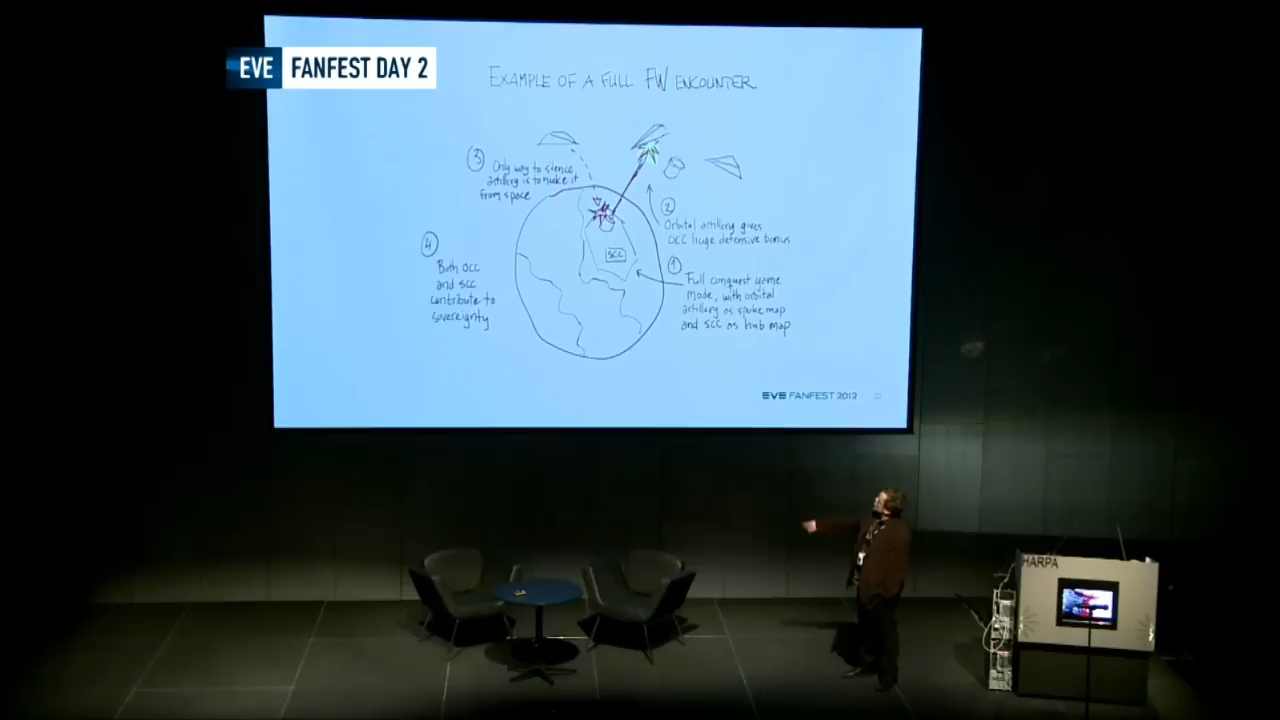 EVE FANFEST DAY 2
EXAMPLE OF A FULL FW ENCOUNTER
3
Only way to silence
artillery is to nuke it
from space
2
Orbital artillery gives
OCC huge defensive bonus
SCC
1
Full conquest game
mode, with orbital
artillery as spoke map
and SCC as hub map
4
Both OCC
and SCC
contribute to
sovereignty
EVE FANFEST 2012
HARPA